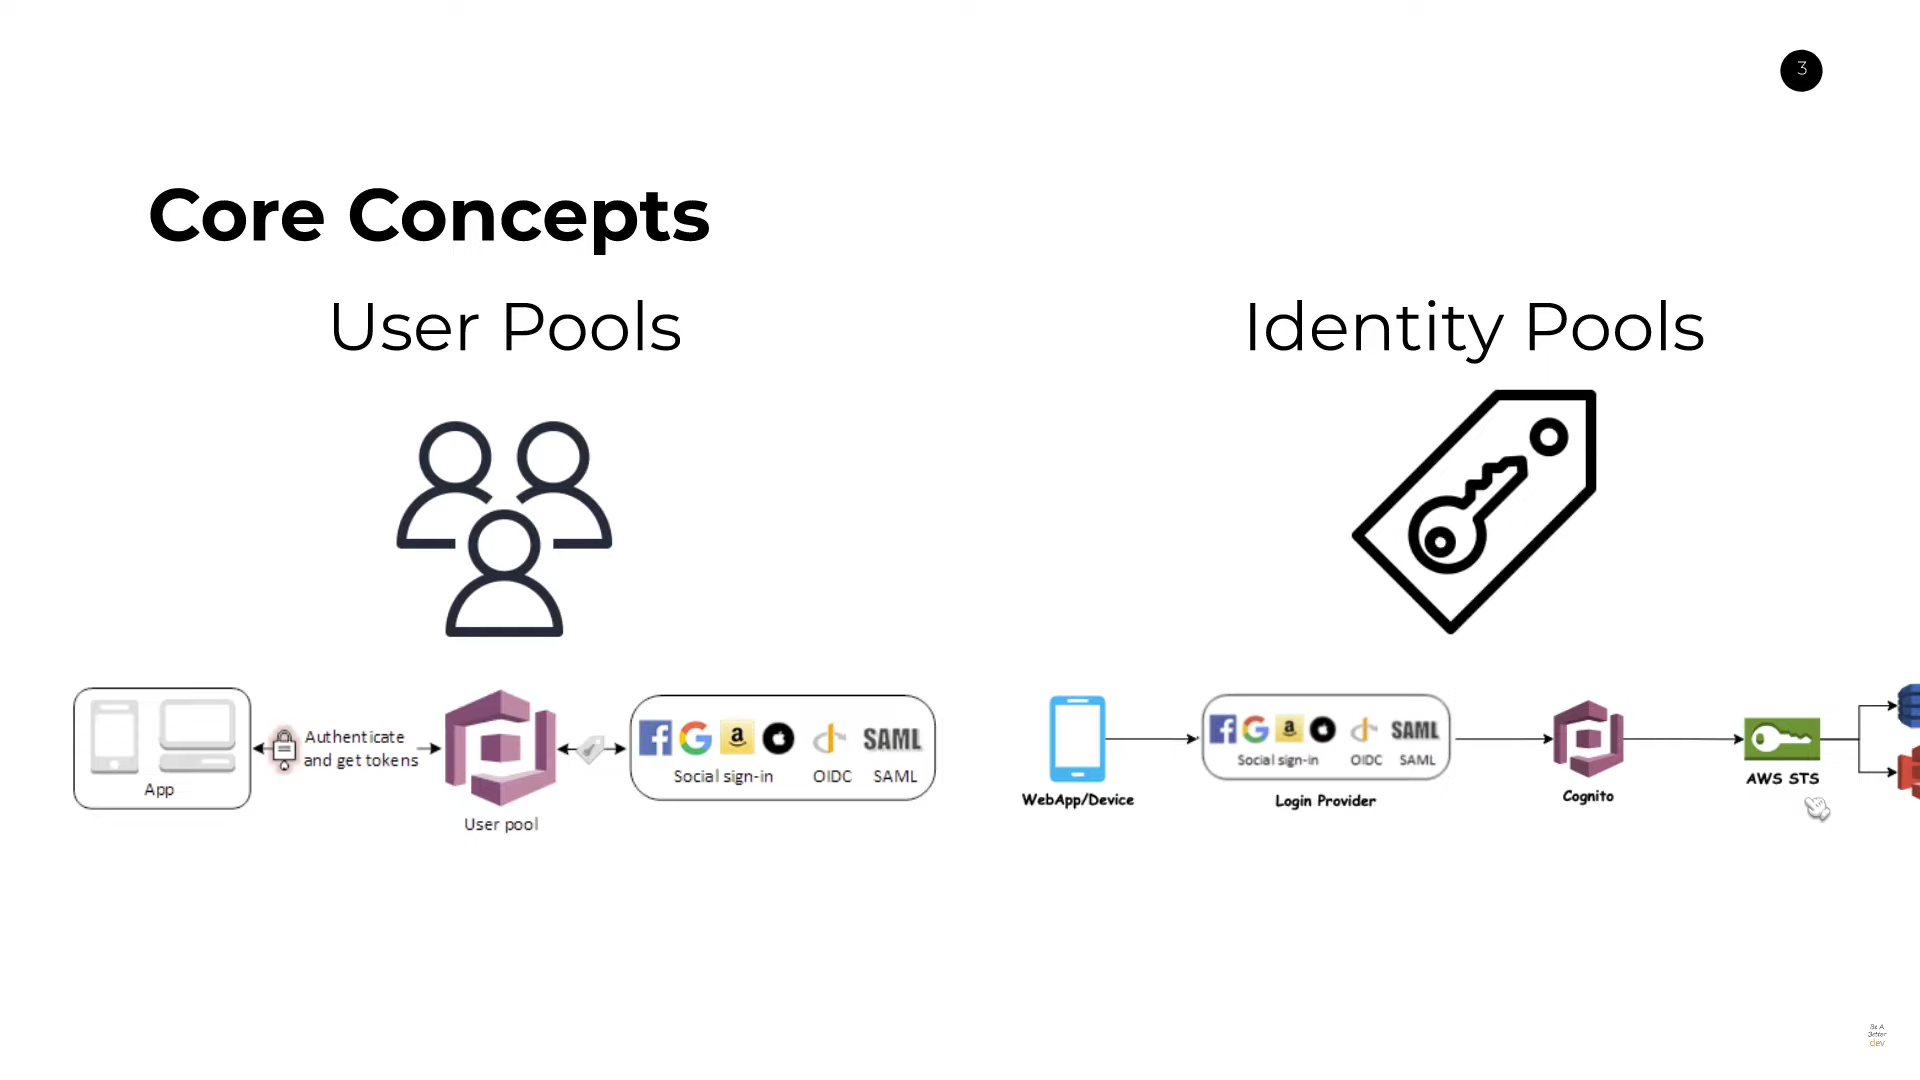 3
Core Concepts
User Pools
Identity Pools
App
Authenticate
and get tokens
User pool
a
SAML
Social sign-in
OIDC
SAML
WebApp/Device
a
SAML
Social sign-in
OIDC
SAML
Login Provider
Cognito
AWS STS
Be A
Better
dev